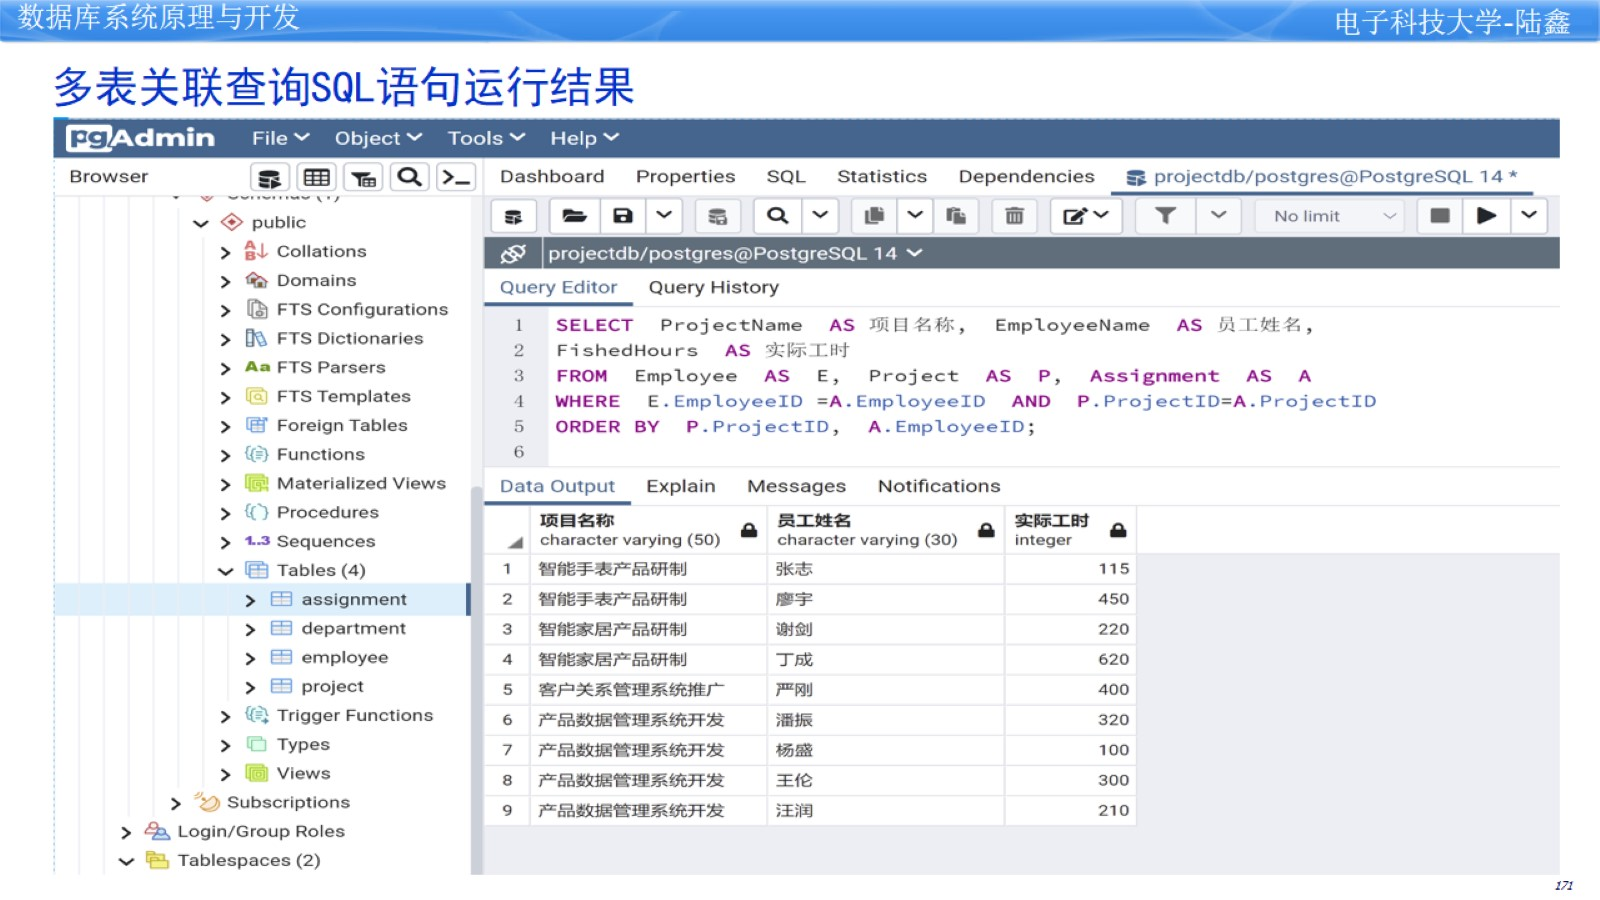 数据库系统原理与开发
电子科技大学-陆鑫
多表关联查询SQL语句运行结果
pgAdmin File Object Tools Help
Browser
Dashboard Properties SQL Statistics Dependencies projectdb/postgres@PostgreSQL 14 *
No limit
projectdb/postgres@PostgreSQL 14
Query Editor Query History
Schemas (1)
public
Collations
Domains
FTS Configurations
FTS Dictionaries
Aa FTS Parsers
FTS Templates
Foreign Tables
Functions
Materialized Views
Procedures
1..3 Sequences
Tables (4)
assignment
department
employee
project
Trigger Functions
Types
Views
Subscriptions
Login/Group Roles
Tablespaces (2)
1 SELECT ProjectName AS 项目名称, EmployeeName AS 员工姓名,
2 FishedHours AS 实际工时
3 FROM Employee AS E, Project AS P, Assignment AS A
4 WHERE E.EmployeeID =A.EmployeeID AND P.ProjectID=A.ProjectID
5 ORDER BY P.ProjectID, A.EmployeeID;
6
Data Output Explain Messages Notifications
项目名称 员工姓名 实际工时
character varying (50) character varying (30) integer
1 智能手表产品研制 张志 115
2 智能手表产品研制 廖宇 450
3 智能家居产品研制 谢剑 220
4 智能家居产品研制 丁成 620
5 客户关系管理系统推广 严刚 400
6 产品数据管理系统开发 潘振 320
7 产品数据管理系统开发 杨盛 100
8 产品数据管理系统开发 王伦 300
9 产品数据管理系统开发 汪润 210
171